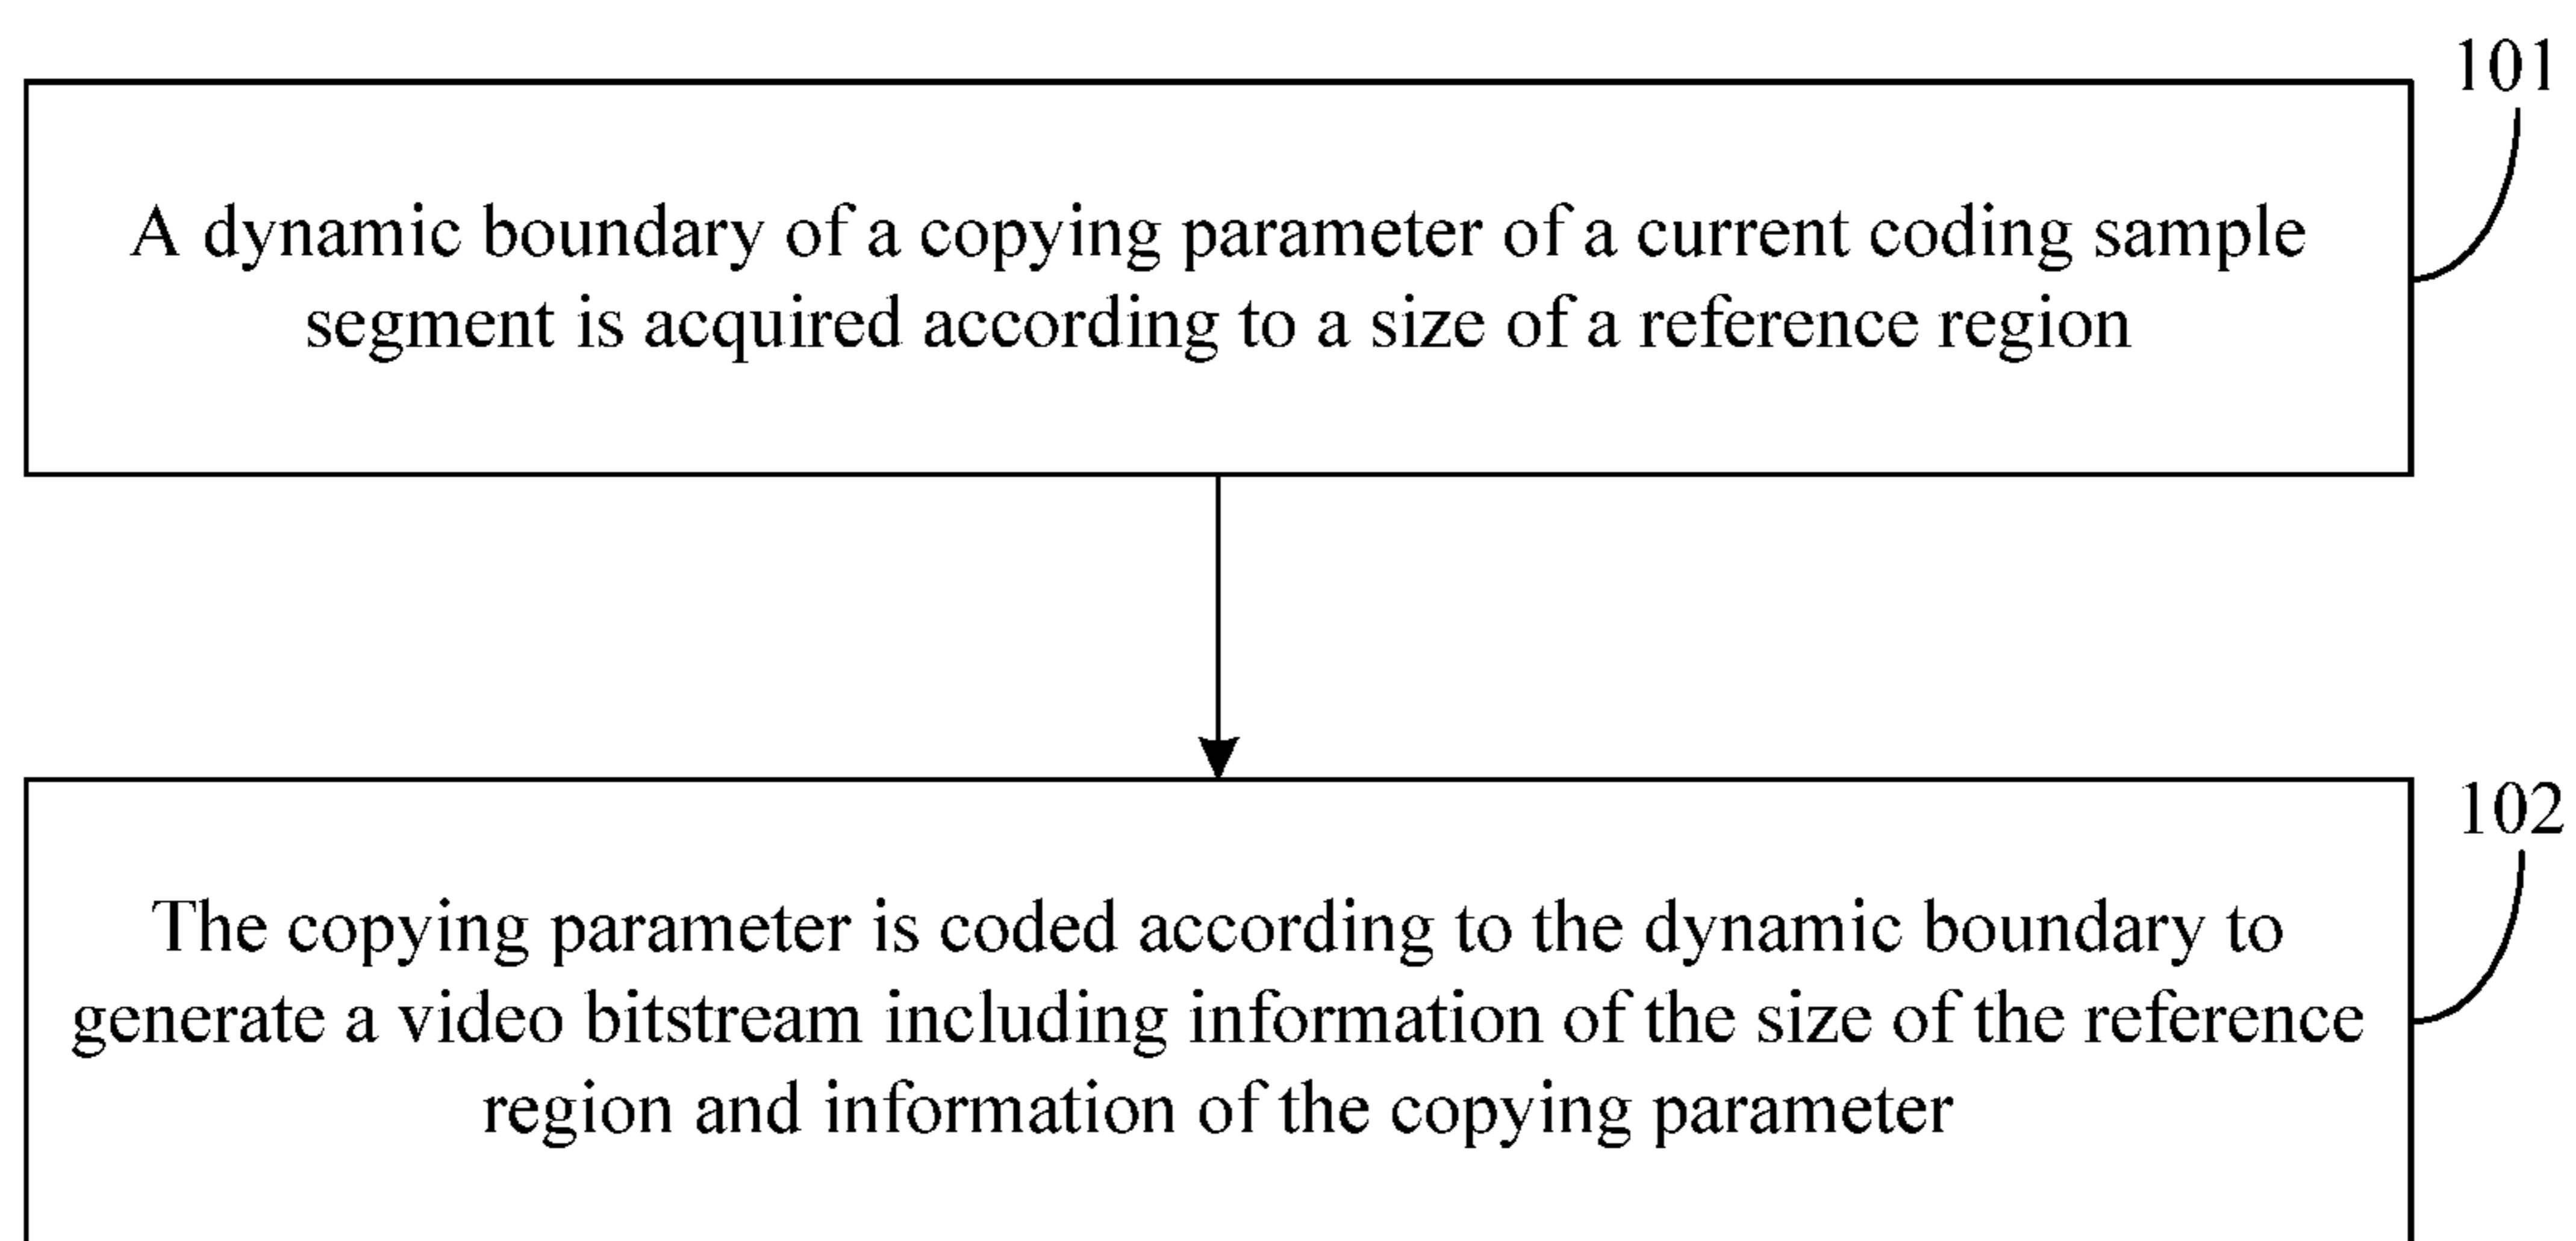 101
A dynamic boundary of a copying parameter of a current coding sample
segment is acquired according to a size of a reference region
102
The copying parameter is coded according to the dynamic boundary to
generate a video bitstream including information of the size of the reference
region and information of the copying parameter